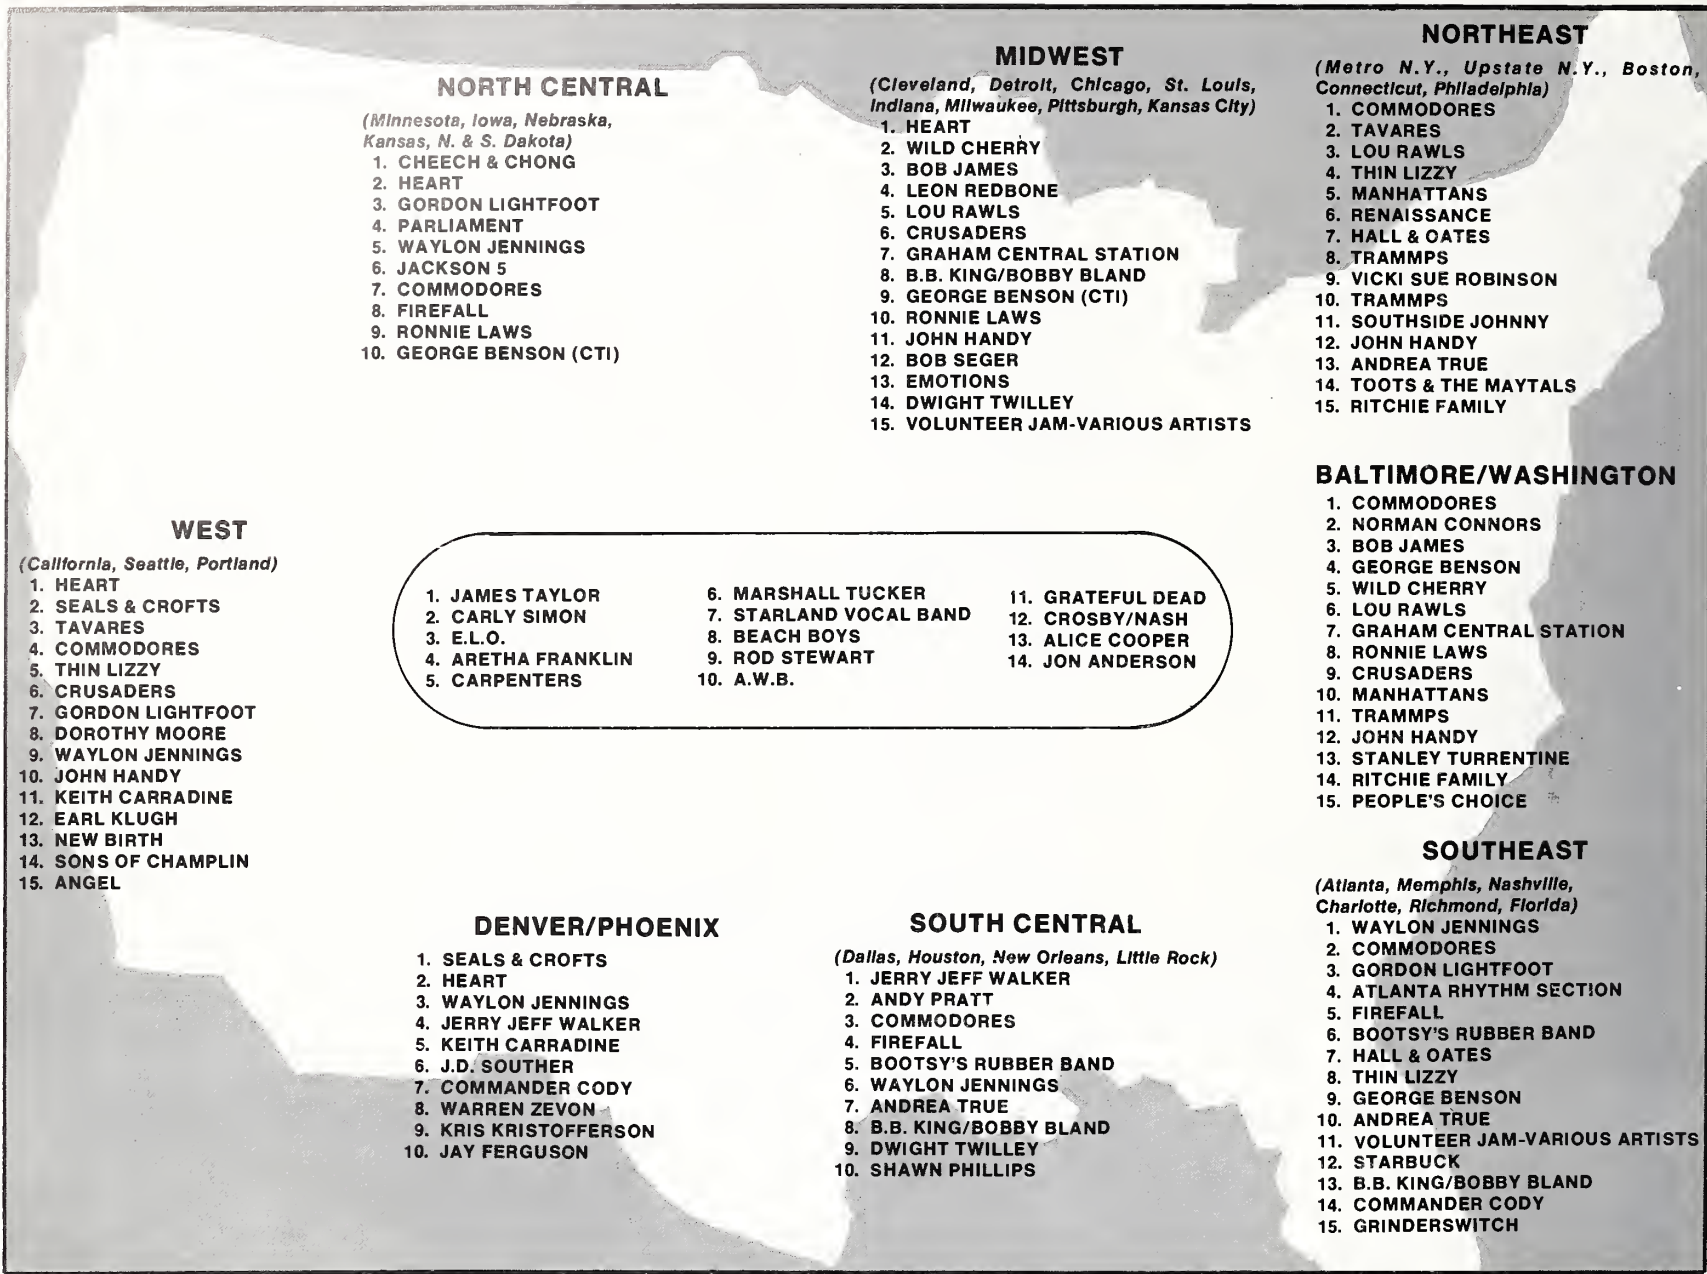 NORTH CENTRAL
(Minnesota, Iowa, Nebraska,
Kansas, N. & S. Dakota)
1. CHEECH & CHONG
2. HEART
3. GORDON LIGHTFOOT
4. PARLIAMENT
5. WAYLON JENNINGS
6. JACKSON 5
7. COMMODORES
8. FIREFALL
9. RONNIE LAWS
10. GEORGE BENSON (CTI)
MIDWEST
(Cleveland, Detroit, Chicago, St. Louis,
Indiana, Milwaukee, Pittsburgh, Kansas City)
1. HEART
2. WILD CHERRY
3. BOB JAMES
4. LEON REDBONE
5. LOU RAWLS
6. CRUSADERS
7. GRAHAM CENTRAL STATION
8. B.B. KING/BOBBY BLAND
9. GEORGE BENSON (CTI)
10. RONNIE LAWS
11. JOHN HANDY
12. BOB SEGER
13. EMOTIONS
14. DWIGHT TWILLEY
15. VOLUNTEER JAM-VARIOUS ARTISTS
NORTHEAST
(Metro N.Y., Upstate N.Y., Boston,
Connecticut, Philadelphia)
1. COMMODORES
2. TAVARES
3. LOU RAWLS
4. THIN LIZZY
5. MANHATTANS
6. RENAISSANCE
7. HALL & OATES
8. TRAMMPS
9. VICKI SUE ROBINSON
10. TRAMMPS
11. SOUTHSIDE JOHNNY
12. JOHN HANDY
13. ANDREA TRUE
14. TOOTS & THE MAYTALS
15. RITCHIE FAMILY
WEST
(California, Seattle, Portland)
1. HEART
2. SEALS & CROFTS
3. TAVARES
4. COMMODORES
5. THIN LIZZY
6. CRUSADERS
7. GORDON LIGHTFOOT
8. DOROTHY MOORE
9. WAYLON JENNINGS
10. JOHN HANDY
11. KEITH CARRADINE
12. EARL KLUGH
13. NEW BIRTH
14. SONS OF CHAMPLIN
15. ANGEL
1. JAMES TAYLOR
2. CARLY SIMON
3. E.L.O.
4. ARETHA FRANKLIN
5. CARPENTERS
6. MARSHALL TUCKER
7. STARLAND VOCAL BAND
8. BEACH BOYS
9. ROD STEWART
10. A.W.B.
11. GRATEFUL DEAD
12. CROSBY/NASH
13. ALICE COOPER
14. JON ANDERSON
BALTIMORE/WASHINGTON
1. COMMODORES
2. NORMAN CONNORS
3. BOB JAMES
4. GEORGE BENSON
5. WILD CHERRY
6. LOU RAWLS
7. GRAHAM CENTRAL STATION
8. RONNIE LAWS
9. CRUSADERS
10. MANHATTANS
11. TRAMMPS
12. JOHN HANDY
13. STANLEY TURRENTINE
14. RITCHIE FAMILY
15. PEOPLE'S CHOICE
DENVER/PHOENIX
1. SEALS & CROFTS
2. HEART
3. WAYLON JENNINGS
4. JERRY JEFF WALKER
5. KEITH CARRADINE
6. J.D. SOUTHER
7. COMMANDER CODY
8. WARREN ZEVON
9. KRIS KRISTOFFERSON
10. JAY FERGUSON
SOUTH CENTRAL
(Dallas, Houston, New Orleans, Little Rock)
1. JERRY JEFF WALKER
2. ANDY PRATT
3. COMMODORES
4. FIREFALL
5. BOOTSY'S RUBBER BAND
6. WAYLON JENNINGS
7. ANDREA TRUE
8. B.B. KING/BOBBY BLAND
9. DWIGHT TWILLEY
10. SHAWN PHILLIPS
SOUTHEAST
(Atlanta, Memphis, Nashville,
Charlotte, Richmond, Florida)
1. WAYLON JENNINGS
2. COMMODORES
3. GORDON LIGHTFOOT
4. ATLANTA RHYTHM SECTION
5. FIREFALL
6. BOOTSY'S RUBBER BAND
7. HALL & OATES
8. THIN LIZZY
9. GEORGE BENSON
10. ANDREA TRUE
11. VOLUNTEER JAM-VARIOUS ARTISTS
12. STARBUCK
13. B.B. KING/BOBBY BLAND
14. COMMANDER CODY
15. GRINDERSWITCH